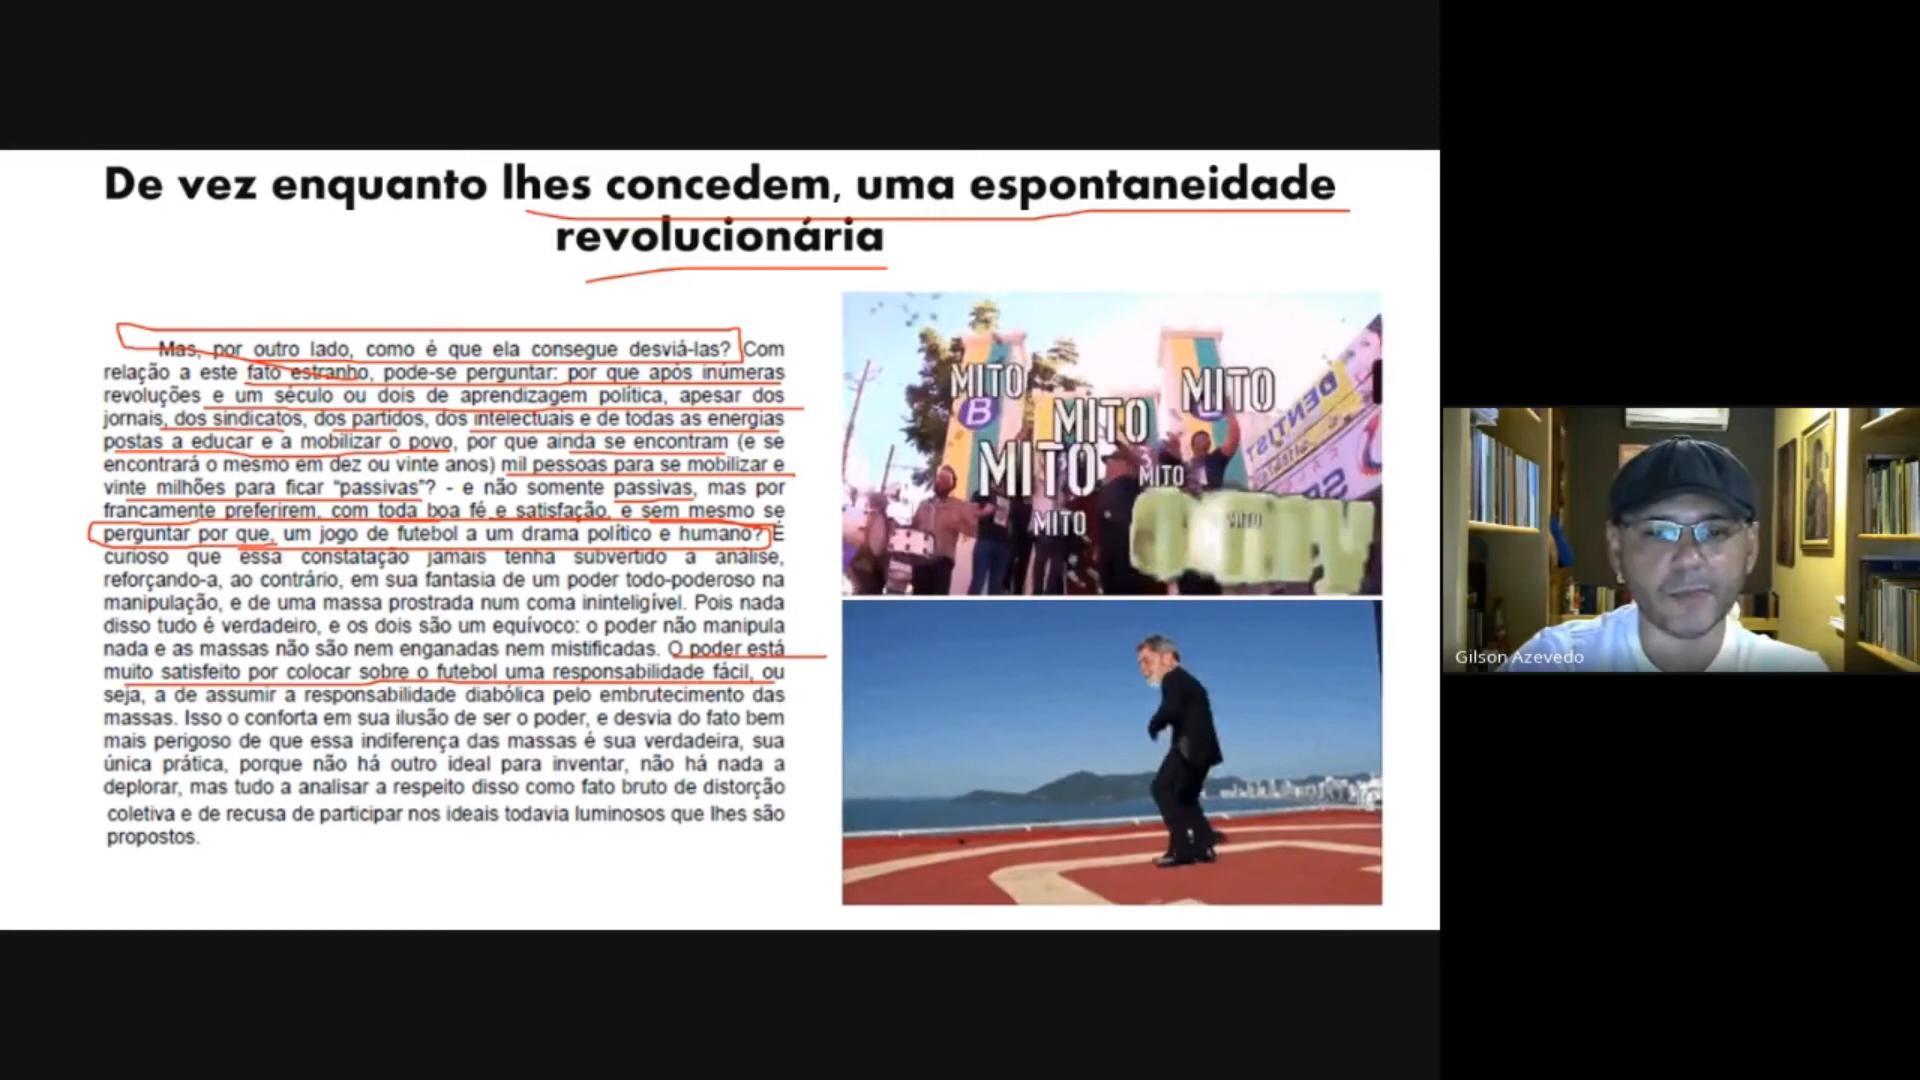 De vez enquanto lhes concedem, uma espontaneidade
revolucionária
Mas, por outro lado, como é que ela consegue desviá-las? Com
relação a este fato estranho, pode-se perguntar: por que após inúmeras
revoluções e um século ou dois de aprendizagem política, apesar dos
jornais, dos sindicatos, dos partidos, dos intelectuais e de todas as energias
postas a educar e a mobilizar o povo, por que ainda se encontram (e se
encontrará o mesmo em dez ou vinte anos) mil pessoas para se mobilizar e
vinte milhões para ficar “passivas”? - e não somente passivas, mas por
francamente preferirem, com toda boa fé e satisfação, e sem mesmo se
perguntar por que, um jogo de futebol a um drama político e humano? É
curioso que essa constatação jamais tenha subvertido a análise,
reforçando-a, ao contrário, em sua fantasia de um poder todo-poderoso na
manipulação, e de uma massa prostrada num coma ininteligível. Pois nada
disso tudo é verdadeiro, e os dois são um equívoco: o poder não manipula
nada e as massas não são nem enganadas nem mistificadas. O poder está
muito satisfeito por colocar sobre o futebol uma responsabilidade fácil, ou
seja, a de assumir a responsabilidade diabólica pelo embrutecimento das
massas. Isso o conforta em sua ilusão de ser o poder, e desvia do fato bem
mais perigoso de que essa indiferença das massas é sua verdadeira, sua
única prática, porque não há outro ideal para inventar, não há nada a
deplorar, mas tudo a analisar a respeito disso como fato bruto de distorção
coletiva e de recusa de participar nos ideais todavia luminosos que lhes são
propostos.
MITO
MITO
B
MITO
MITO
MITO
MITO
MITO
DENTIST
Gilson Azevedo